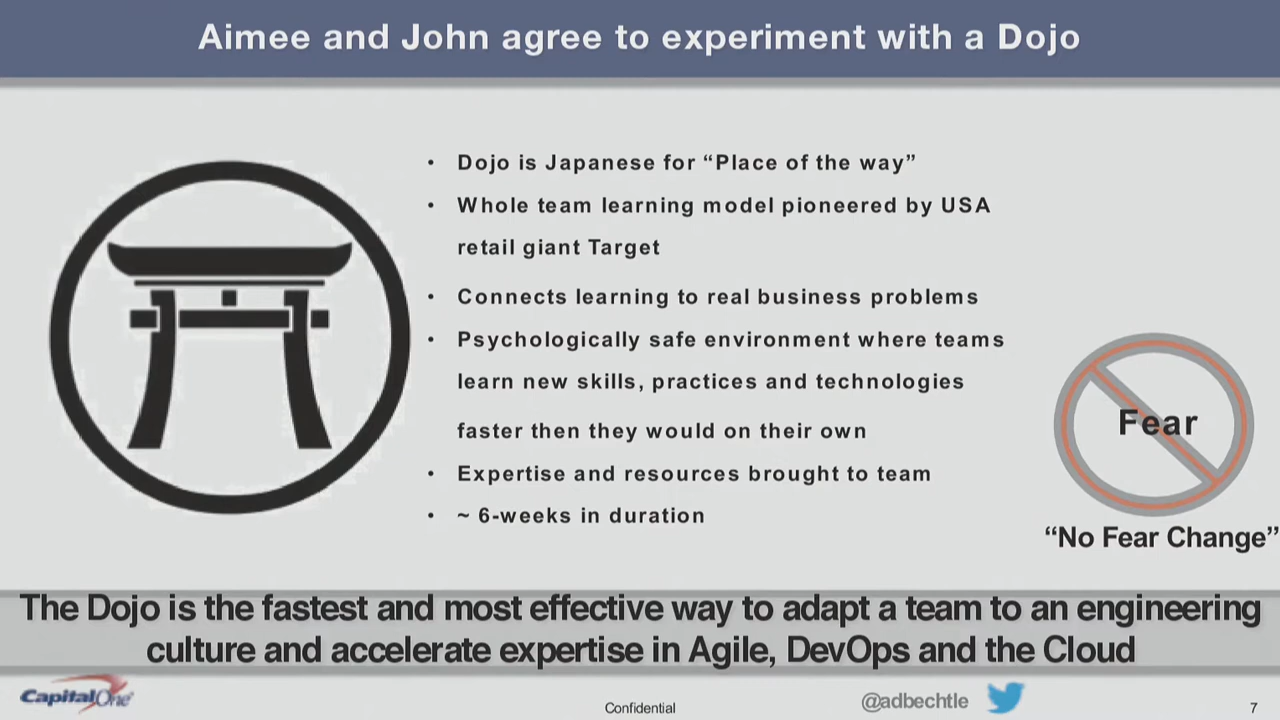 Aimee and John agree to experiment with a Dojo
• Dojo is Japanese for “Place of the way”
• Whole team learning model pioneered by USA
retail giant Target
• Connects learning to real business problems
• Psychologically safe environment where teams
learn new skills, practices and technologies
faster then they would on their own
• Expertise and resources brought to team
• ~ 6-weeks in duration
Fear
“No Fear Change”
The Dojo is the fastest and most effective way to adapt a team to an engineering
culture and accelerate expertise in Agile, DevOps and the Cloud
CapitalOne
Confidential
@adbechtle
7